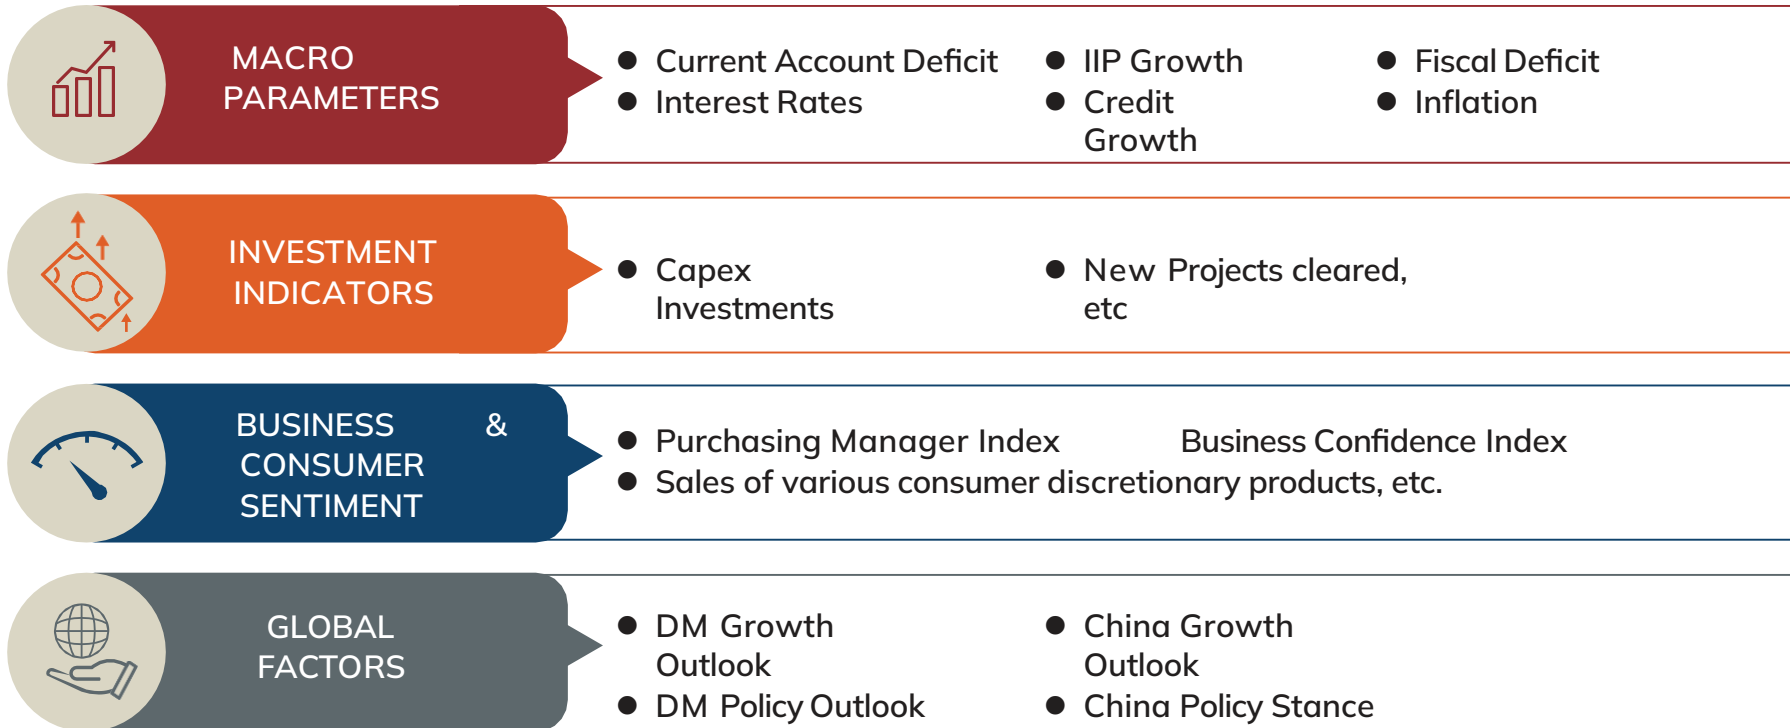 MACRO
PARAMETERS
● Current Account Deficit ● IIP Growth ● Fiscal Deficit
● Interest Rates ● Credit ● Inflation
Growth
INVESTMENT
INDICATORS
● Capex ● New Projects cleared,
Investments etc
BUSINESS &
CONSUMER
SENTIMENT
● Purchasing Manager Index Business Confidence Index
● Sales of various consumer discretionary products, etc.
GLOBAL
FACTORS
● DM Growth ● China Growth
Outlook Outlook
● DM Policy Outlook ● China Policy Stance